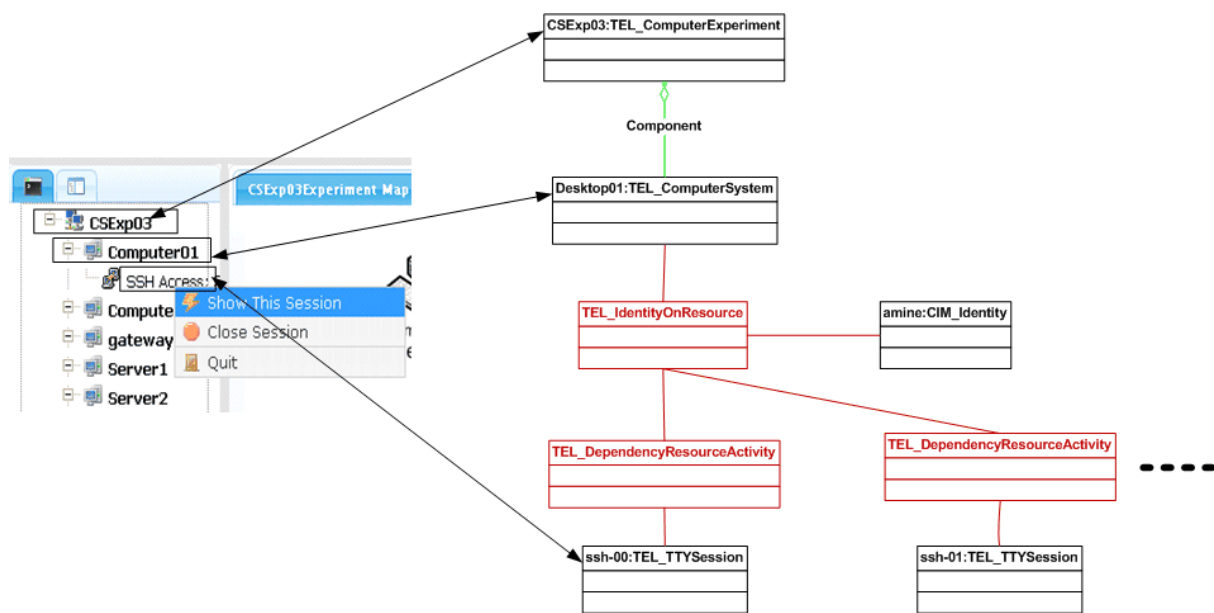 CSExp03:TEL_ComputerExperiment
Component
CSExp03Experiment Map
CSExp03
Desktop01:TEL_ComputerSystem
Computer01
SSH Access:
Show This Session
Close Session
Quit
Compute
gateway
Server1
Server2
TEL_IdentityOnResource
amine:CIM_Identity
TEL_DependencyResourceActivity
TEL_DependencyResourceActivity
ssh-00:TEL_TTYSession
ssh-01:TEL_TTYSession